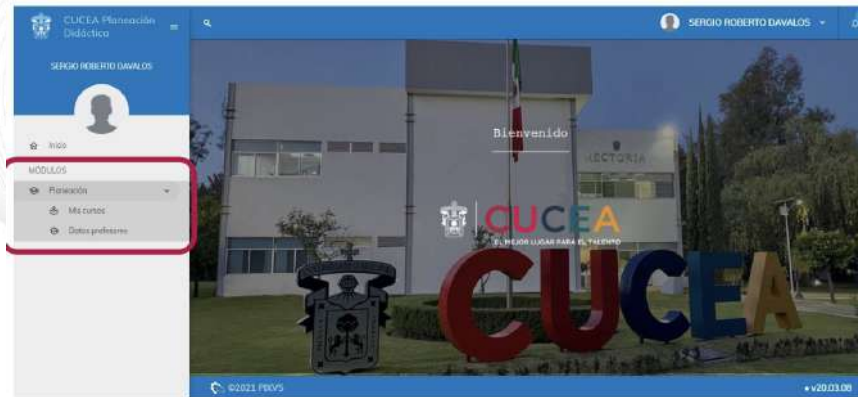 CUCEA Planeación
Didáctica
SERGIO ROBERTO DAVALOS
SERGIO ROBERTO DAVALOS
Inicio
MÓDULOS
Planeación
Mis cursos
Datos profesores
Bienvenido
RECTORÍA
CUCEA
EL MEJOR LUGAR PARA EL TALENTO
CUCEA
©2021 PIXVS
v20.03.08